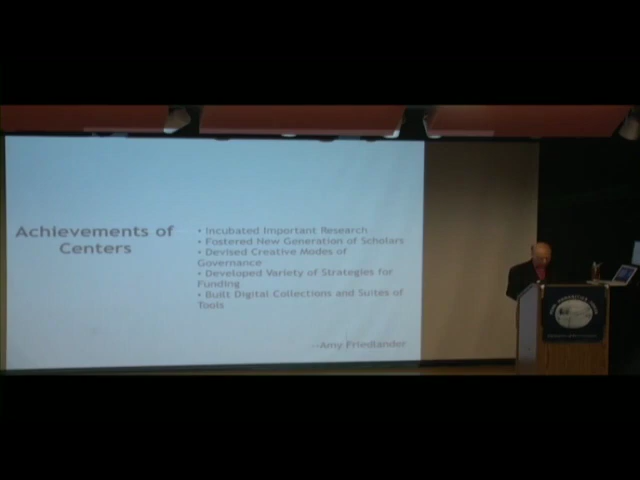 Achievements of
Centers
• Incubated Important Research
• Fostered New Generation of Scholars
• Devised Creative Modes of
Governance
• Developed Variety of Strategies for
Funding
• Built Digital Collections and Suites of
Tools
--Amy Friedlander